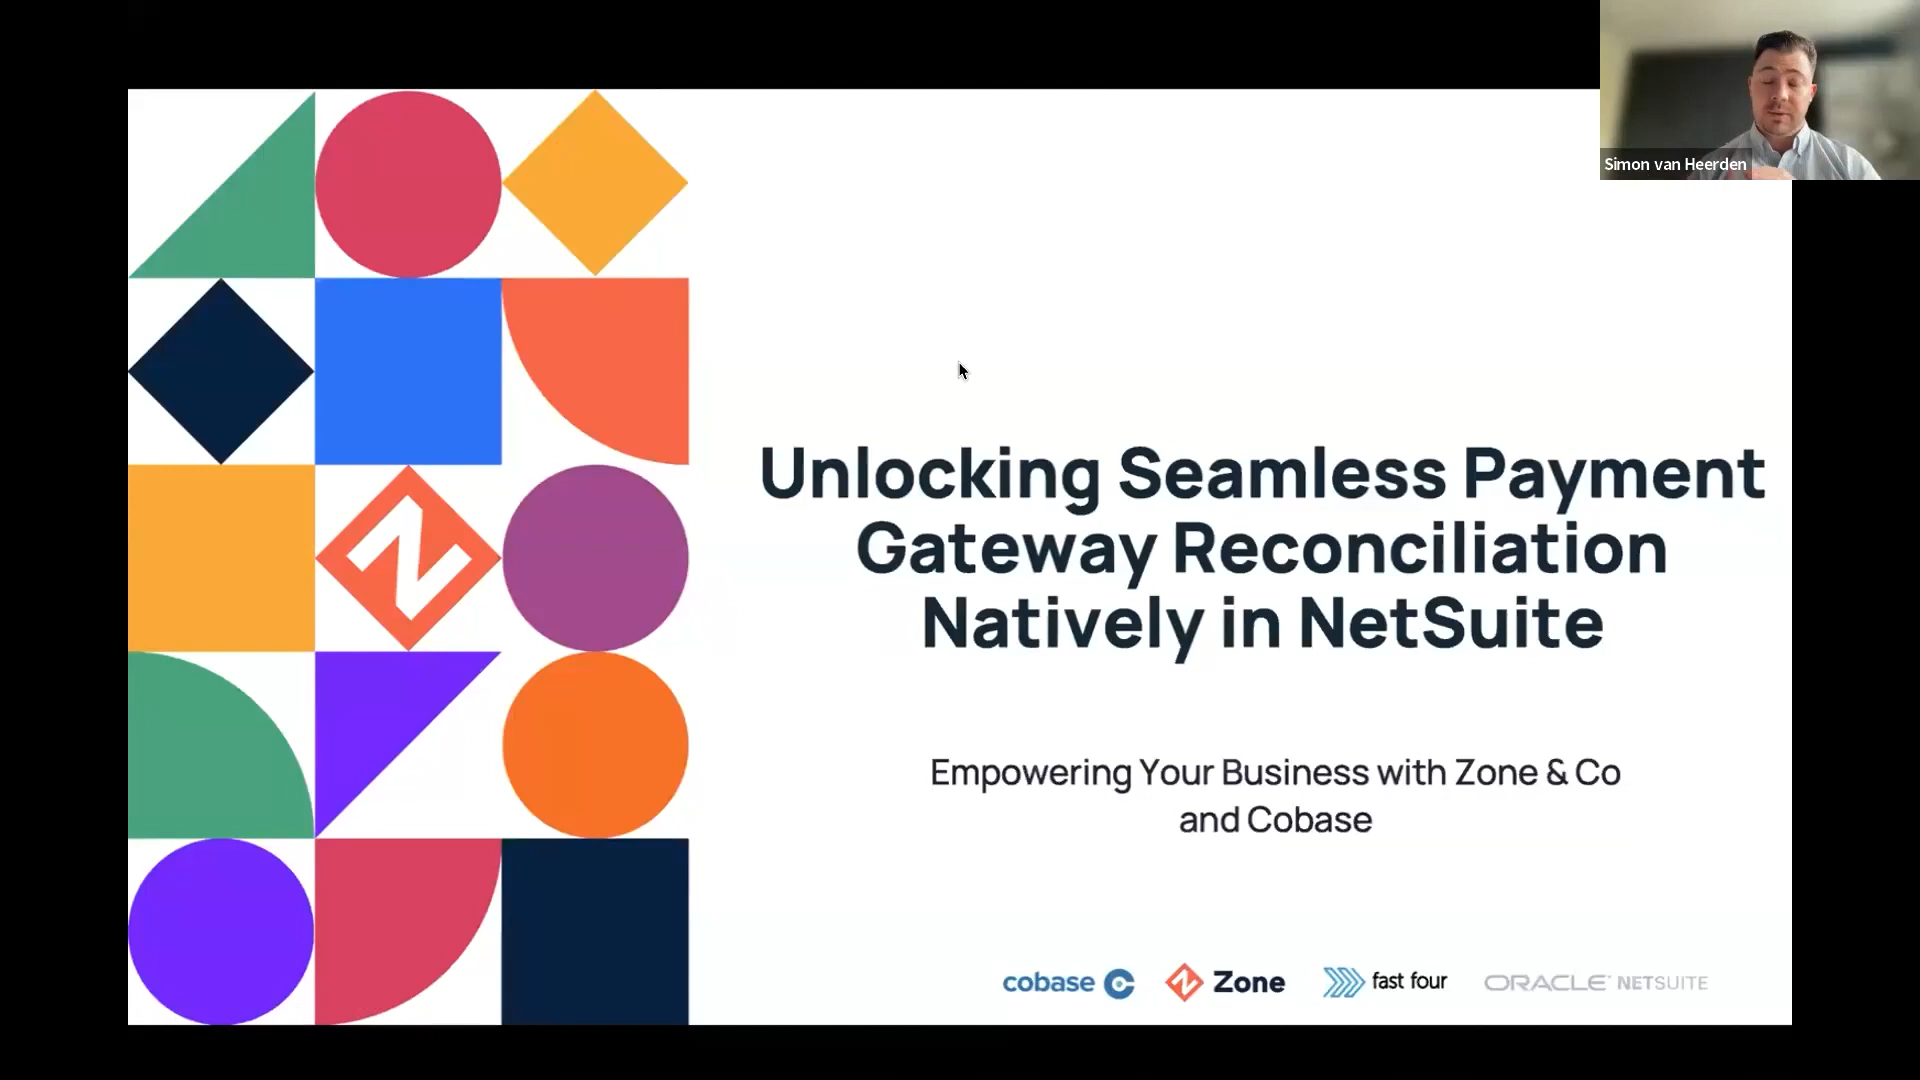 Simon van Heerden
Unlocking Seamless Payment
Gateway Reconciliation
Natively in NetSuite
Empowering Your Business with Zone & Co
and Cobase
cobase
Zone
fast four
ORACLE NETSUITE